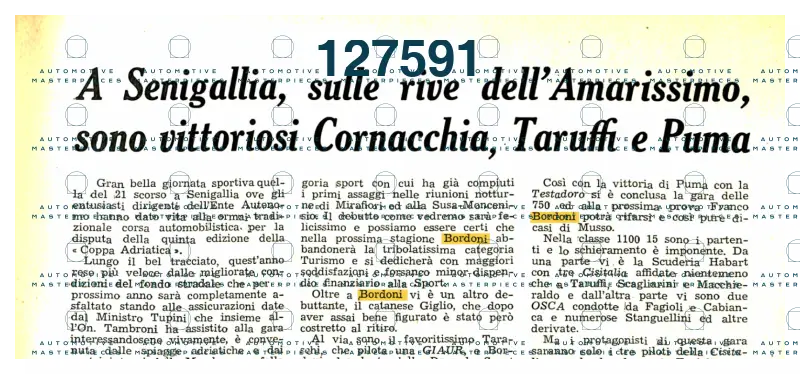 127591
A Senigallia, sulle rive dell'Amarissimo,
sono vittoriosi Cornacchia, Taruffi e Puma
Gran bella giornata sportiva quel-
la del 21 scorso a Senigallia ove gli
entusiasti dirigenti dell'Ente Autono-
mo hanno dato vita alla ormai tradi-
zionale corsa automobilistica per la
disputa della quinta edizione della
« Coppa Adriatica ».
Lungo il bel tracciato, quest'anno
reso più veloce dalle migliorate con-
dizioni del fondo stradale che per il
prossimo anno sarà completamente a-
sfaltato stando alle assicurazioni date
dal Ministro Tupini che insieme al-
l'On. Tambroni ha assistito alla gara
interessandosene vivamente, è conve-
nuta dalle spiagge adriatiche e dai
goria sport con cui ha già compiuti
i primi assaggi nelle riunioni nottur-
ne di Mirafiori ed alla Susa-Moncenі-
sio. Il debutto come vedremo sarà fe-
licissimo e possiamo essere certi che
nella prossima stagione Bordoni ab-
bandonerà la tribolatissima categoria
Turismo e si dedicherà con maggiori
soddisfazioni e forsanco minor dispen-
dio finanziario alla Sport.
Oltre a Bordoni vi è un altro de-
buttante, il catanese Giglio, che dopo
aver assai bene figurato è stato però
costretto al ritiro.
Al via sono il favoritissimo Tara-
schi, che pilota una GIAUR, e Bor-
Così con la vittoria di Puma con la
Testadoro si è conclusa la gara delle
750 ed alla prossima prova Franco
Bordoni potrà rifarsi e così pure di-
casi di Musso.
Nella classe 1100 15 sono i parten-
ti e lo schieramento è imponente. Da
una parte vi è la Scuderia Habart
con tre Cisitalia affidate nientemeno
che a Taruffi, Scagliarini e Macchie-
raldo e dall'altra parte vi sono due
OSCA condotte da Fagioli e Cabian-
ca e numerose Stanguellini ed altre
derivate.
Ma i protagonisti di questa gara
saranno solo i tre piloti della Cisita-
AUTOMOTIVE
MASTERPIECES